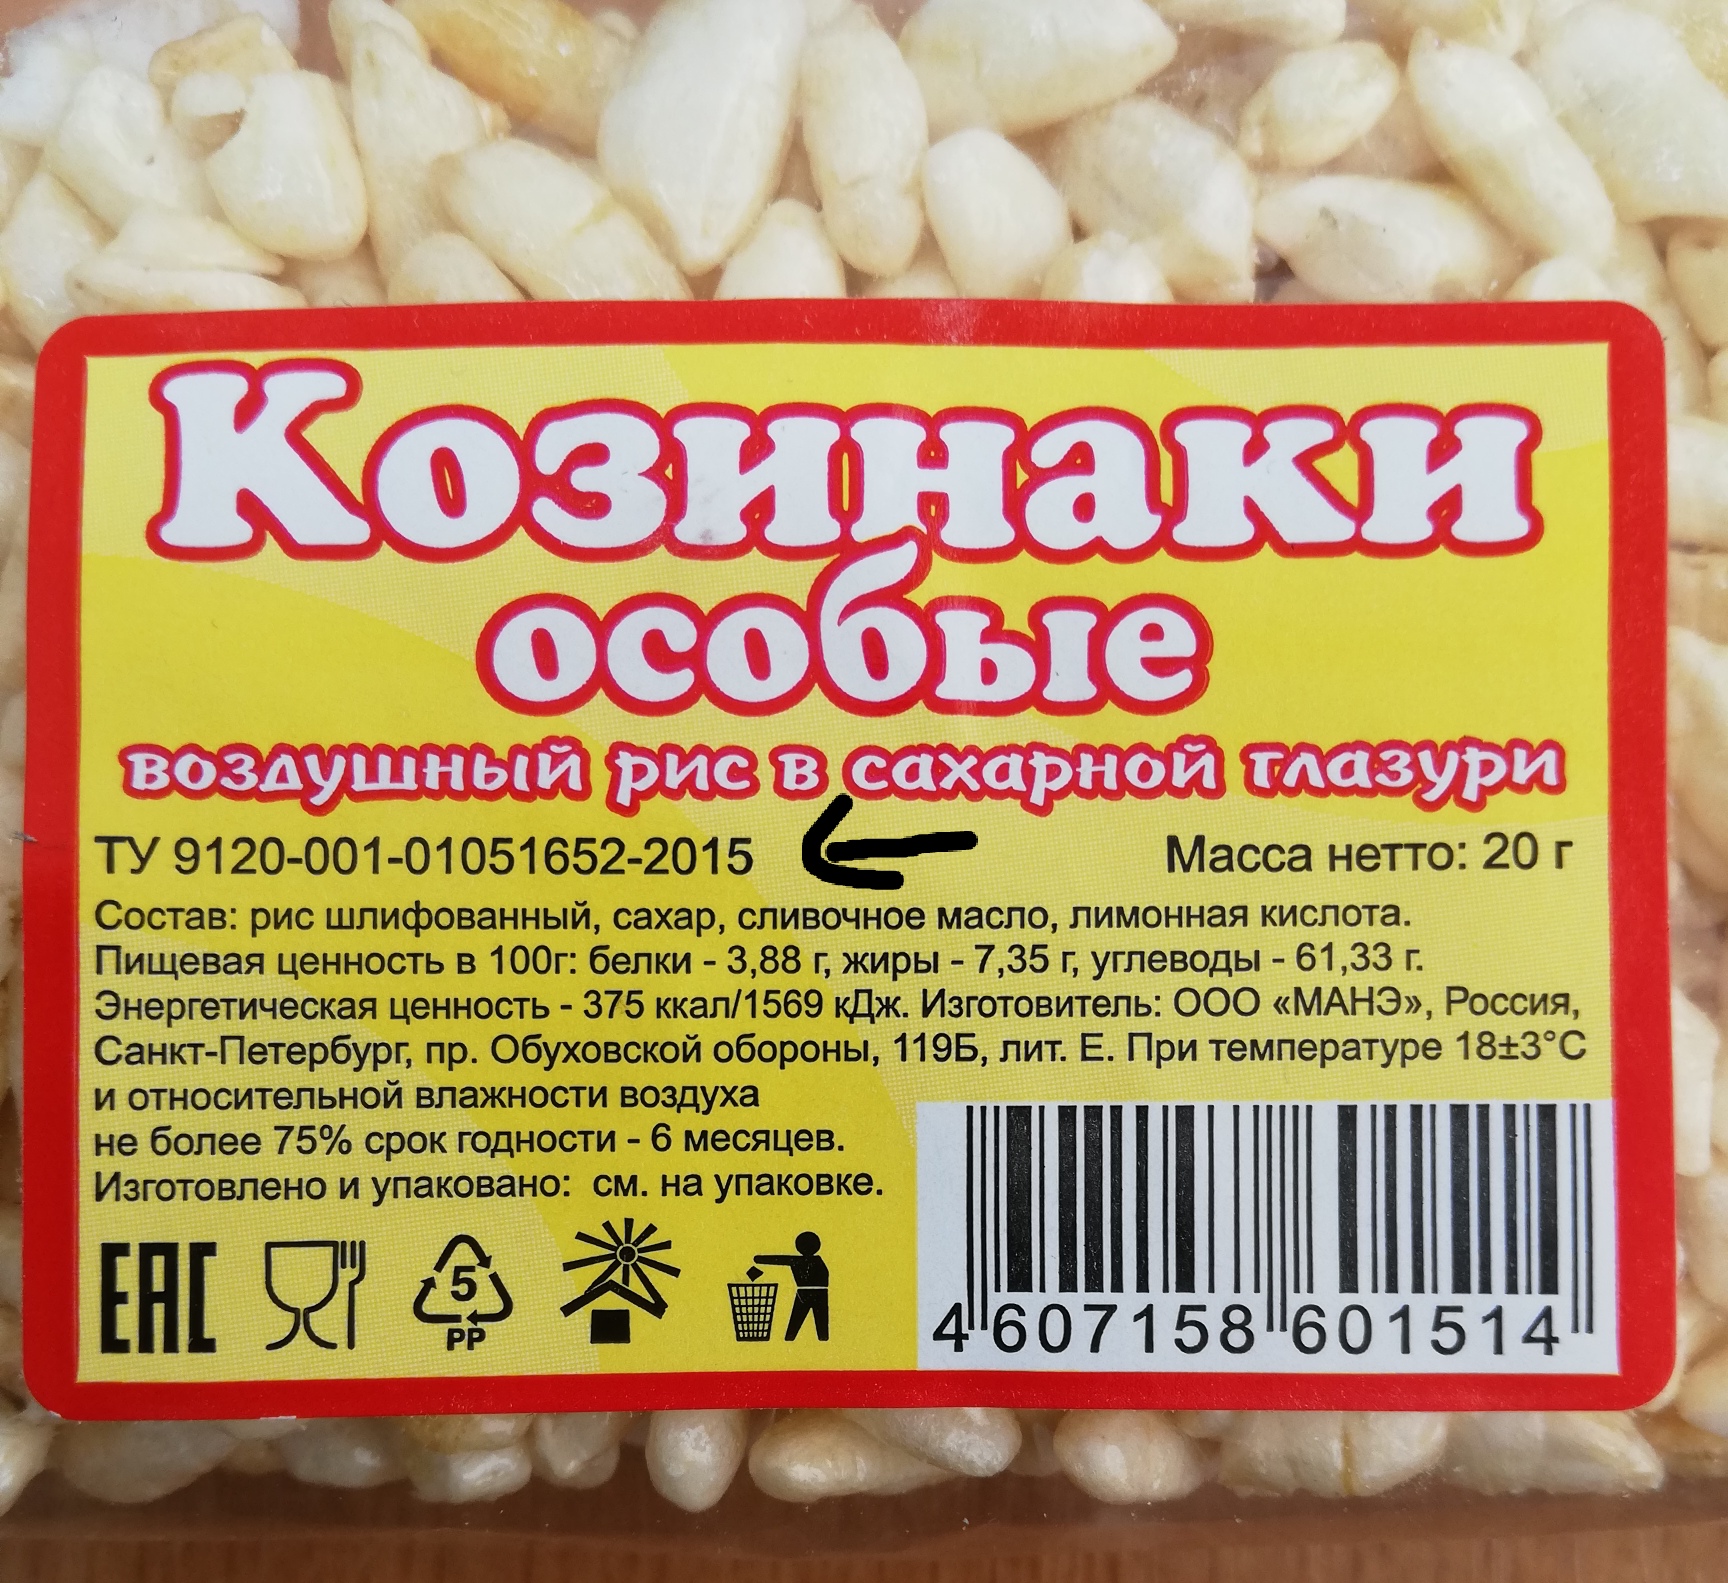 Козинаки
особые
воздушный рис в сахарной глазури
ТУ 9120-001-01051652-2015
Масса нетто: 20 г
Состав: рис шлифованный, сахар, сливочное масло, лимонная кислота.
Пищевая ценность в 100г: белки - 3,88 г, жиры - 7,35 г, углеводы - 61,33 г.
Энергетическая ценность - 375 ккал/1569 кДж. Изготовитель: ООО «МАНЭ», Россия,
Санкт-Петербург, пр. Обуховской обороны, 119Б, лит. Е. При температуре 18±3°С
и относительной влажности воздуха
не более 75% срок годности - 6 месяцев.
Изготовлено и упаковано: см. на упаковке.
ЕАС
5
PP
4 607158 601514